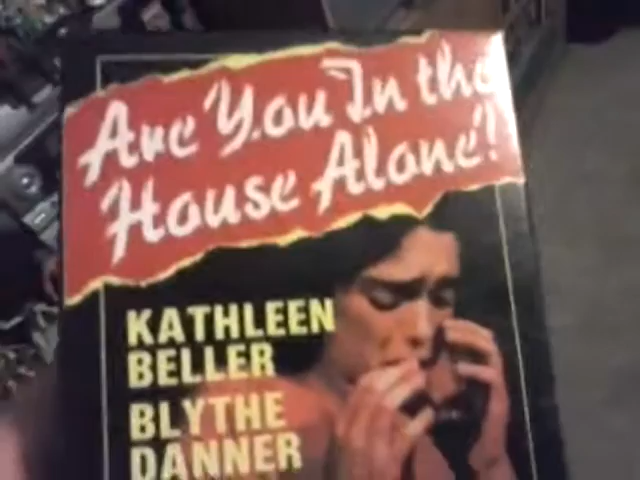 Are You In the
House Alone!
KATHLEEN
BELLER
BLYTHE
DANNER